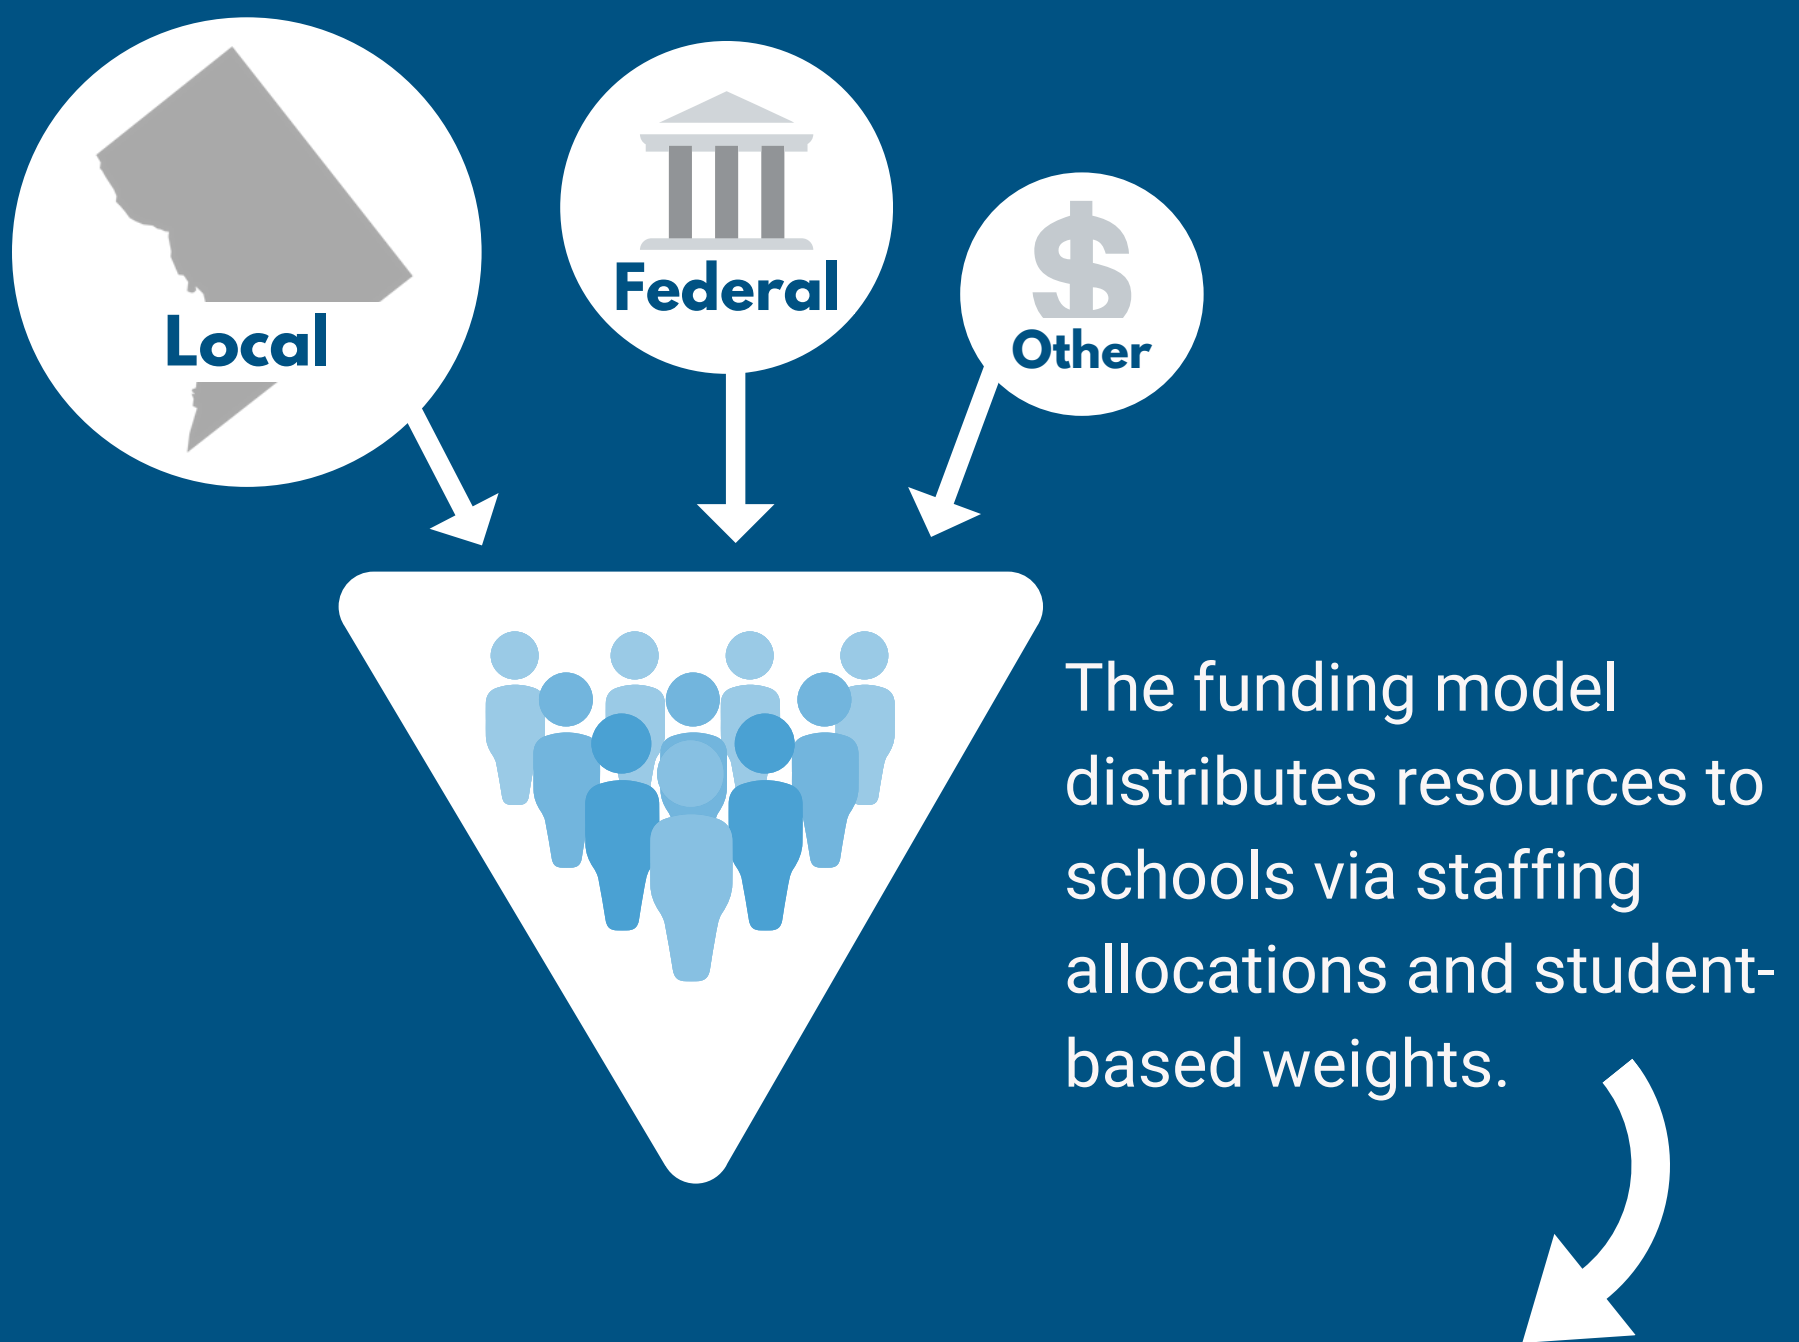 Local
Federal
Other
The funding model
distributes resources to
schools via staffing
allocations and student-
based weights.